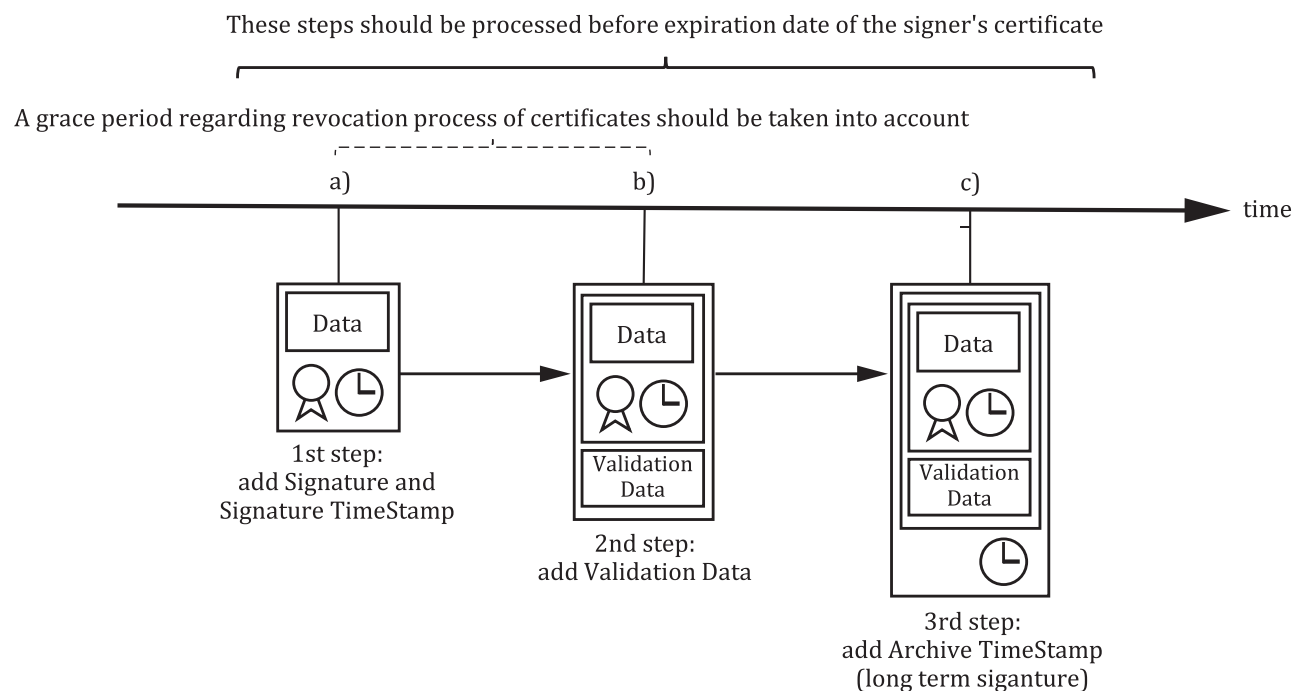 These steps should be processed before expiration date of the signer's certificate
A grace period regarding revocation process of certificates should be taken into account
a)
b)
c)
time
Data
1st step:
add Signature and
Signature TimeStamp
Data
Validation
Data
2nd step:
add Validation Data
Data
Validation
Data
3rd step:
add Archive TimeStamp
(long term siganture)